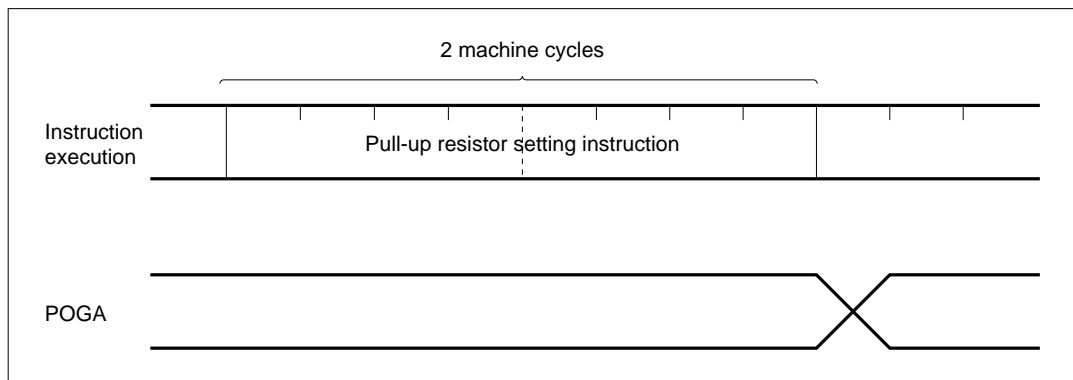 2 machine cycles
Instruction
execution
Pull-up resistor setting instruction
POGA